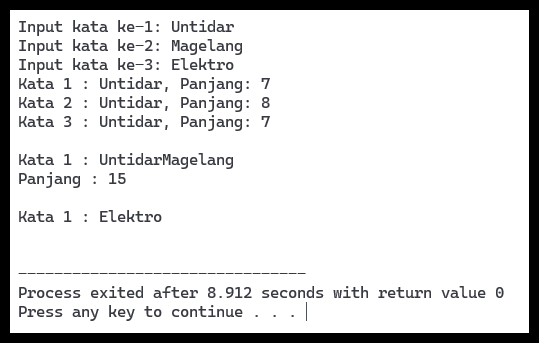 Input kata ke-1: Untidar
Input kata ke-2: Magelang
Input kata ke-3: Elektro
Kata 1 : Untidar, Panjang: 7
Kata 2 : Untidar, Panjang: 8
Kata 3 : Untidar, Panjang: 7
Kata 1 : UntidarMagelang
Panjang : 15
Kata 1 : Elektro
--------------------------------
Process exited after 8.912 seconds with return value 0
Press any key to continue . . .